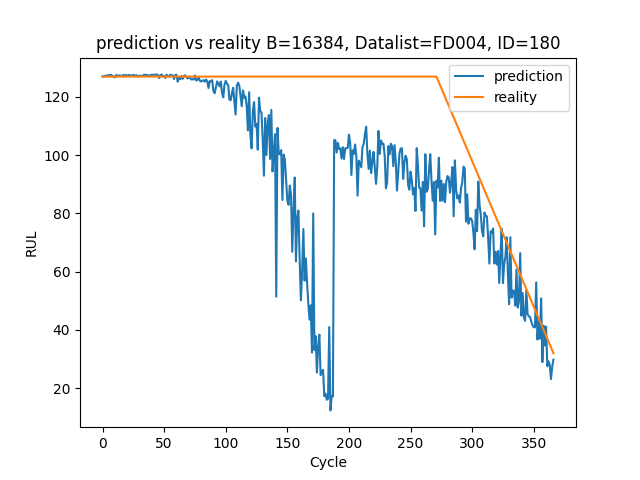 prediction vs reality B=16384, Datalist=FD004, ID=180
prediction
reality
RUL
120
100
80
60
40
20
0 50 100 150 200 250 300 350
Cycle